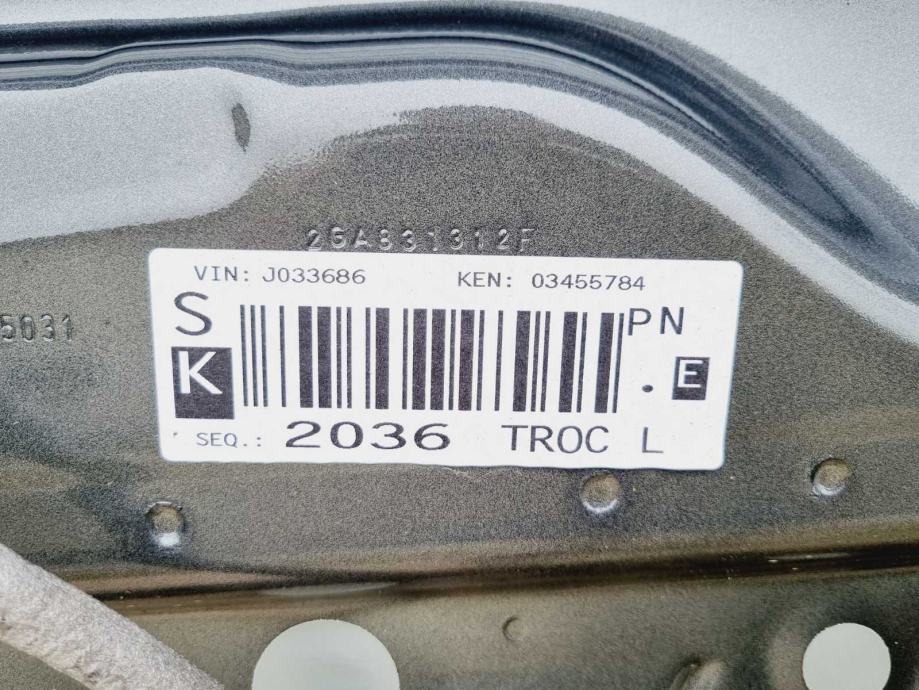 2GA831312F
VIN: J033686 KEN: 03455784
5031
S PN
K . E
SEQ.: 2036 TROC L